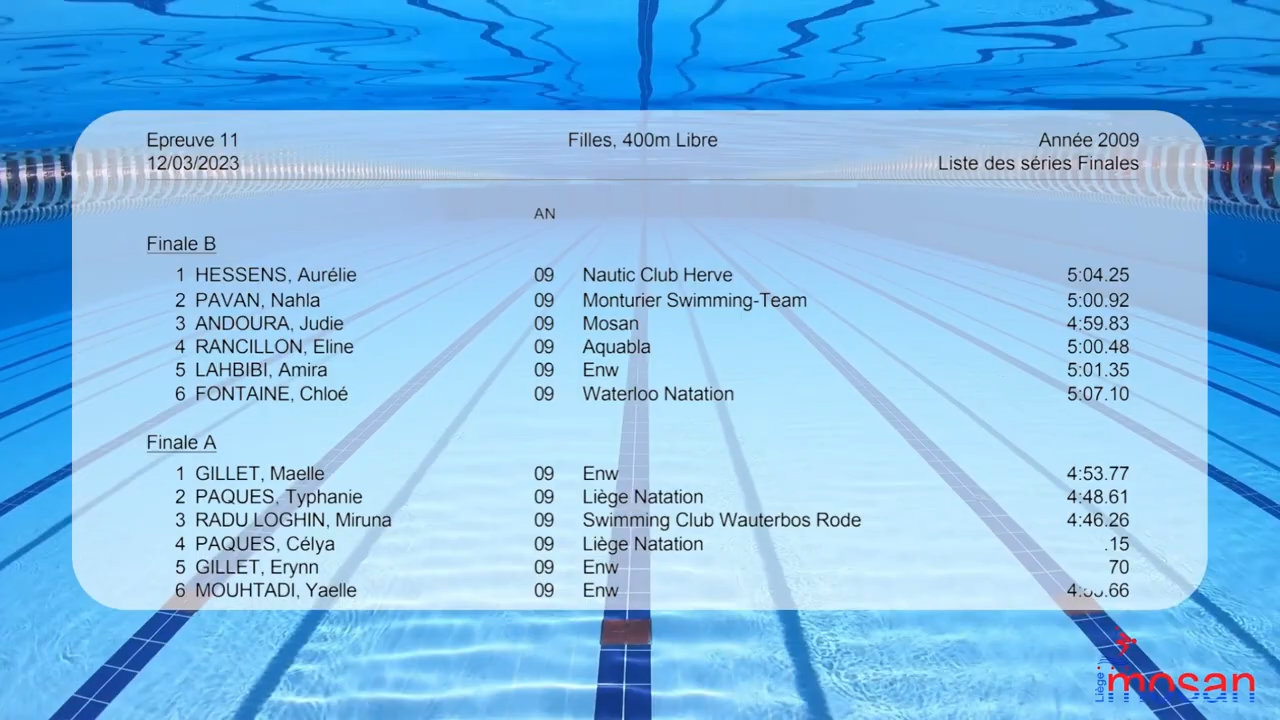 Epreuve 11 Filles, 400m Libre Année 2009
12/03/2023 Liste des séries Finales
AN
Finale B
1 HESSENS, Aurélie 09 Nautic Club Herve 5:04.25
2 PAVAN, Nahla 09 Monturier Swimming-Team 5:00.92
3 ANDOURA, Judie 09 Mosan 4:59.83
4 RANCILLON, Eline 09 Aquabla 5:00.48
5 LAHBIBI, Amira 09 Enw 5:01.35
6 FONTAINE, Chloé 09 Waterloo Natation 5:07.10
Finale A
1 GILLET, Maelle 09 Enw 4:53.77
2 PAQUES, Typhanie 09 Liège Natation 4:48.61
3 RADU LOGHIN, Miruna 09 Swimming Club Wauterbos Rode 4:46.26
4 PAQUES, Célya 09 Liège Natation .15
5 GILLET, Erynn 09 Enw 70
6 MOUHTADI, Yaelle 09 Enw
Liège mosan